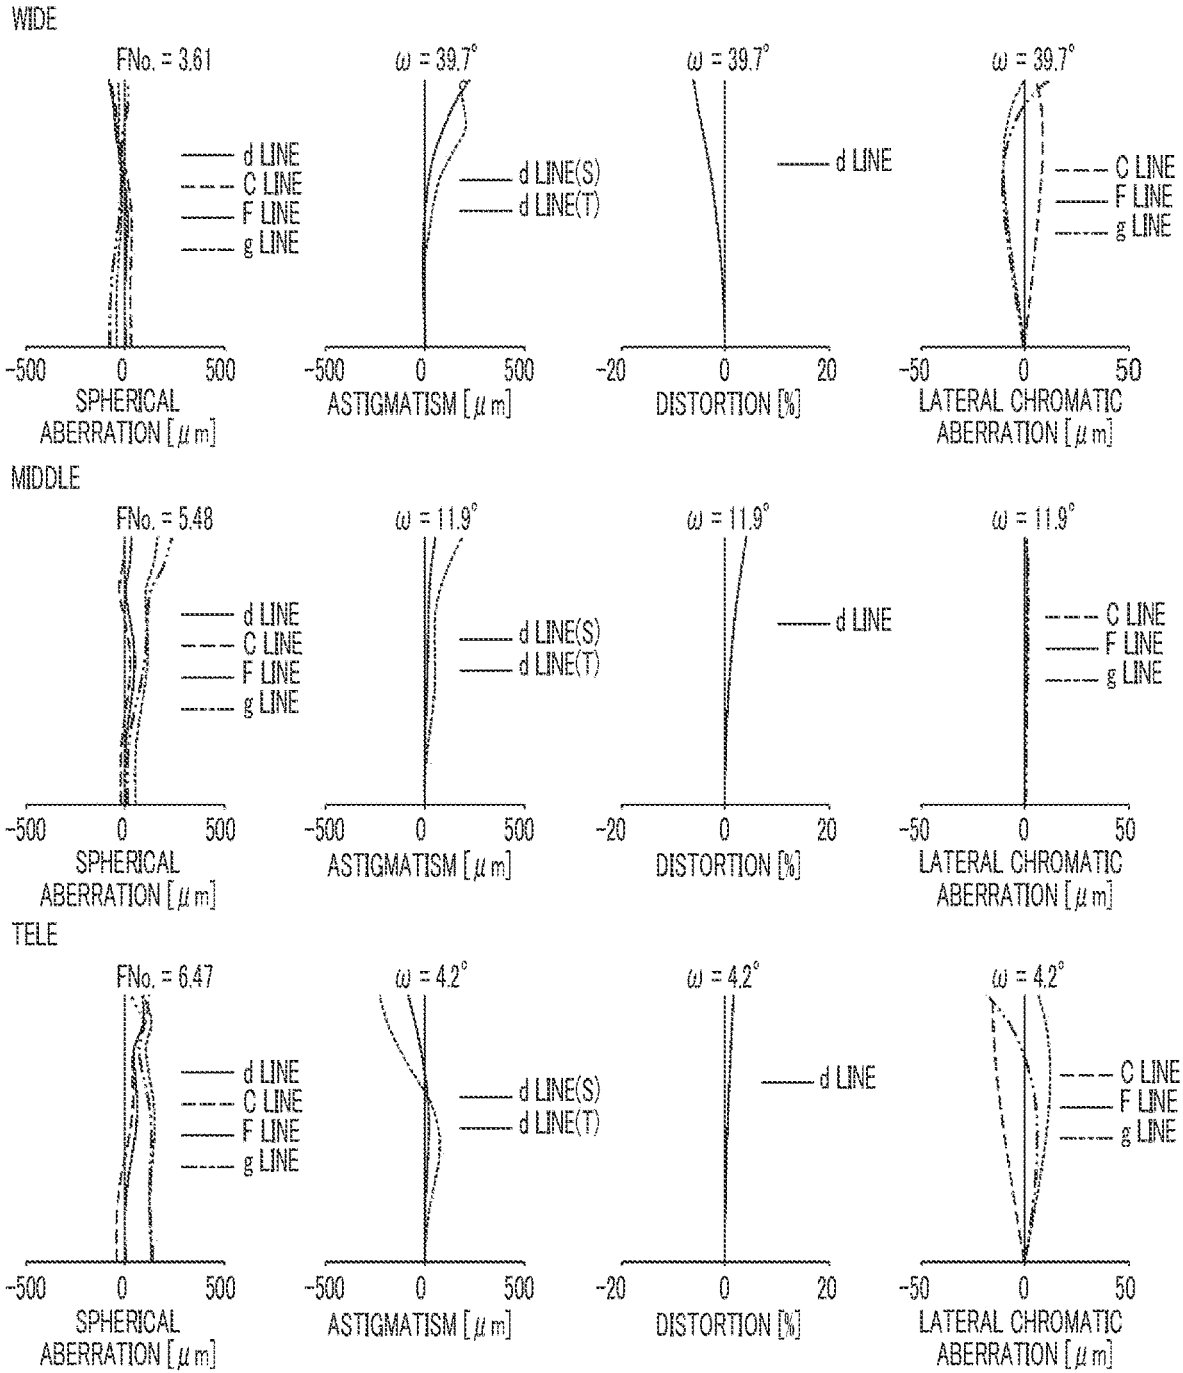 WIDE
FNo. = 3.61
d LINE
C LINE
F LINE
g LINE
-500 0 500
SPHERICAL
ABERRATION [μm]
ω = 39.7°
d LINE(S)
d LINE(T)
-500 0 500
ASTIGMATISM [μm]
ω = 39.7°
d LINE
-20 0 20
DISTORTION [%]
ω = 39.7°
C LINE
F LINE
g LINE
-50 0 50
LATERAL CHROMATIC
ABERRATION [μm]
MIDDLE
FNo. = 5.48
d LINE
C LINE
F LINE
g LINE
-500 0 500
SPHERICAL
ABERRATION [μm]
ω = 11.9°
d LINE(S)
d LINE(T)
-500 0 500
ASTIGMATISM [μm]
ω = 11.9°
d LINE
-20 0 20
DISTORTION [%]
ω = 11.9°
C LINE
F LINE
g LINE
-50 0 50
LATERAL CHROMATIC
ABERRATION [μm]
TELE
FNo. = 6.47
d LINE
C LINE
F LINE
g LINE
-500 0 500
SPHERICAL
ABERRATION [μm]
ω = 4.2°
d LINE(S)
d LINE(T)
-500 0 500
ASTIGMATISM [μm]
ω = 4.2°
d LINE
-20 0 20
DISTORTION [%]
ω = 4.2°
C LINE
F LINE
g LINE
-50 0 50
LATERAL CHROMATIC
ABERRATION [μm]